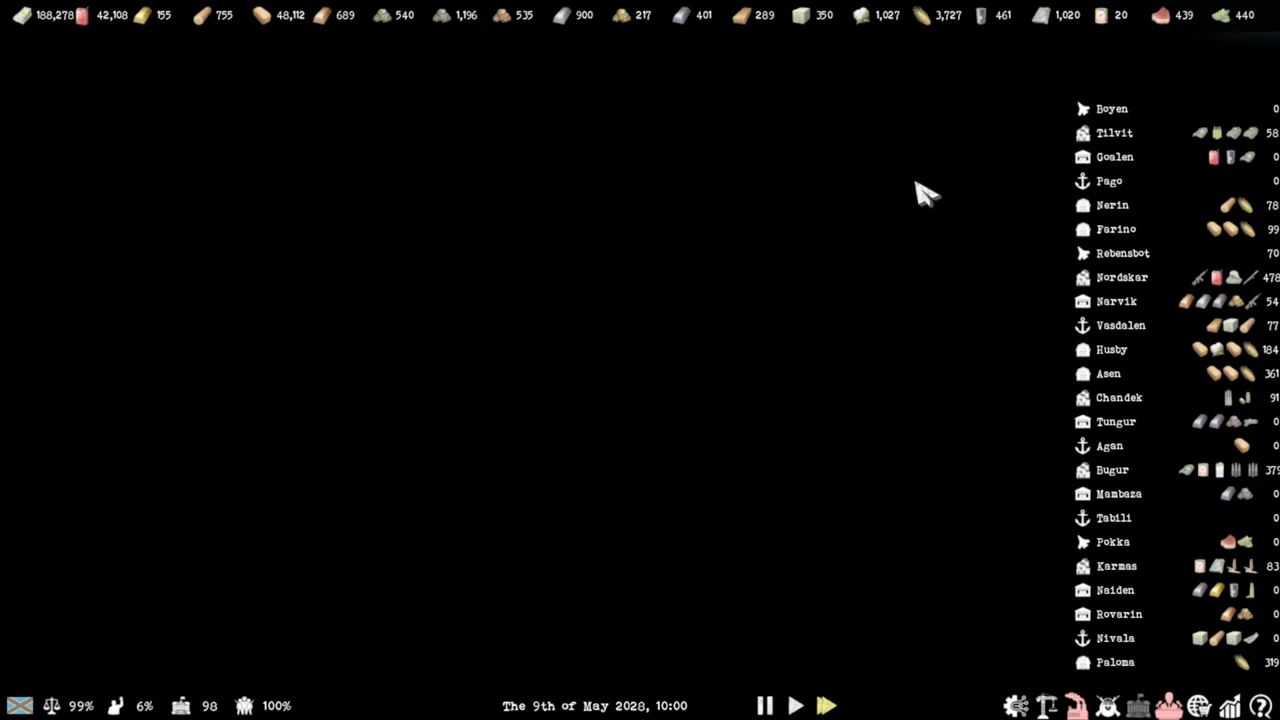 188,278 42,108 155 755 48,112 689 540 1,196 535 900 217 401 289 350 1,027 3,727 461 1,020 20 439 440
Boyen 0
Tilvit 58
Goalen 0
Pago 0
Nerin 78
Farino 99
Rebensbot 70
Nordskar 478
Narvik 54
Vasdalen 77
Husby 184
Asen 361
Chandek 91
Tungur 0
Agan 0
Bugur 379
Mambaza 0
Tabili 0
Pokka 0
Karmas 83
Naiden 0
Rovarin 0
Nivala 0
Paloma 319
99% 6% 98 100% The 9th of May 2028, 10:00